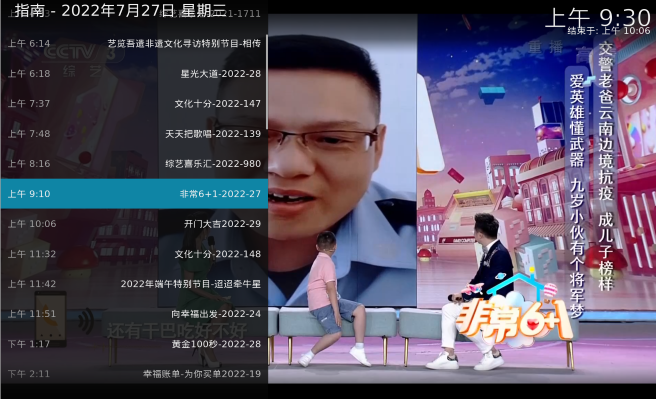 指南 - 2022年7月27日 星期三
上午 9:30
结束于: 上午 10:06
上午 6:14 艺览吾遗非遗文化寻访特别节目-相传
上午 6:18 星光大道-2022-28
上午 7:37 文化十分-2022-147
上午 7:48 天天把歌唱-2022-139
上午 8:16 综艺喜乐汇-2022-980
上午 9:10 非常6+1-2022-27
上午 10:06 开门大吉2022-29
上午 11:32 文化十分-2022-148
上午 11:42 2022年端午特别节目-迢迢牵牛星
上午 11:51 向幸福出发-2022-24
下午 1:17 黄金100秒-2022-28
下午 2:11 幸福账单-为你买单2022-19
CCTV 3
综艺
重播
交警老爸云南边境抗疫 成儿子榜样
爱英雄懂武器 九岁小伙有个将军梦
非常6+1
还有干巴吃好不好